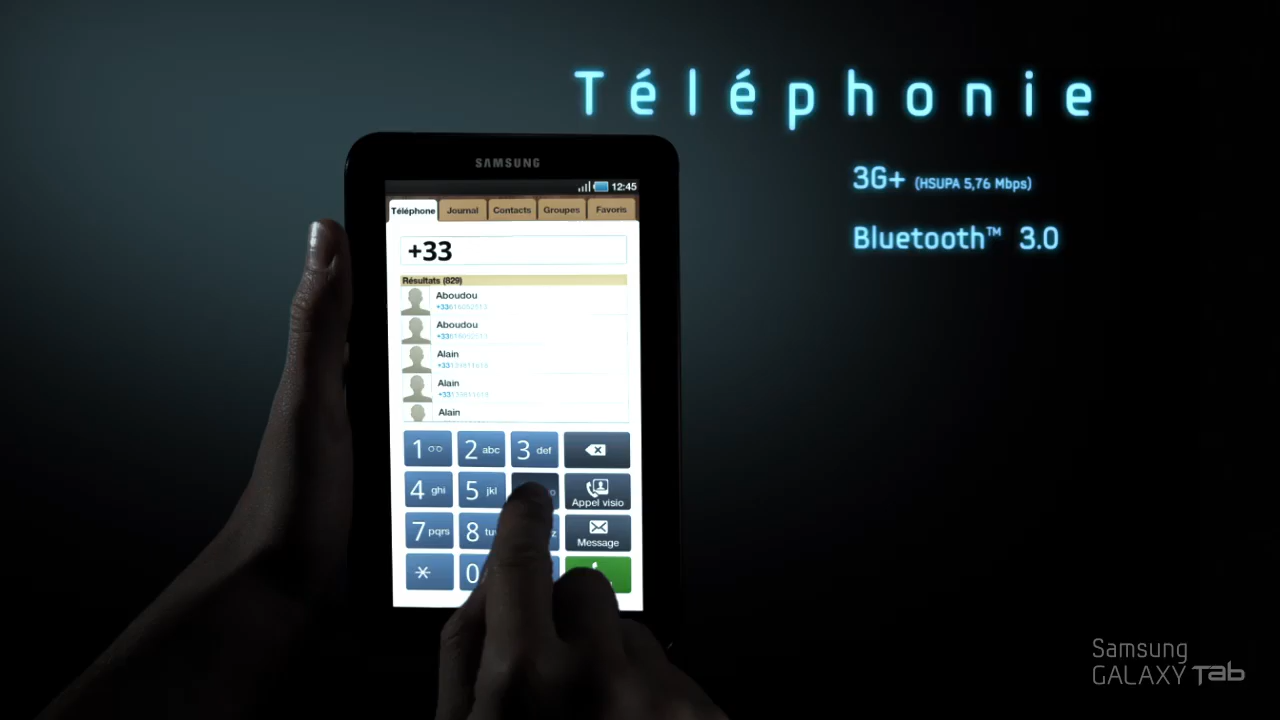 Téléphonie
3G+ (HSUPA 5,76 Mbps)
Bluetooth™ 3.0
SAMSUNG
12:45
Téléphone Journal Contacts Groupes Favoris
+33
Résultats (829)
Aboudou
Aboudou
Alain
Alain
Alain
1 2 abc 3 def
4 ghi 5 jkl
Appel visio
7 pqrs 8
Message
* 0
Samsung
GALAXY Tab